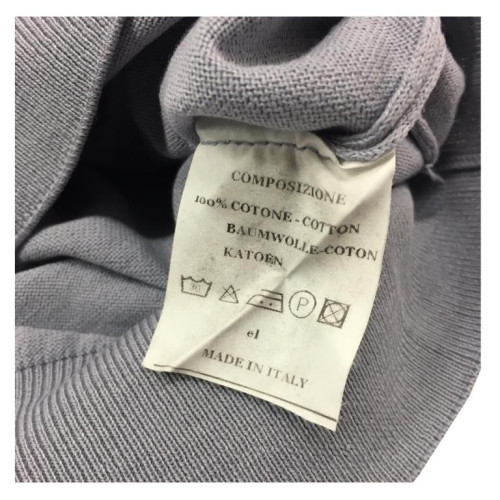 COMPOSIZIONE
100% COTONE - COTTON
BAUMWOLLE-COTON
KATOEN
P
el
MADE IN ITALY